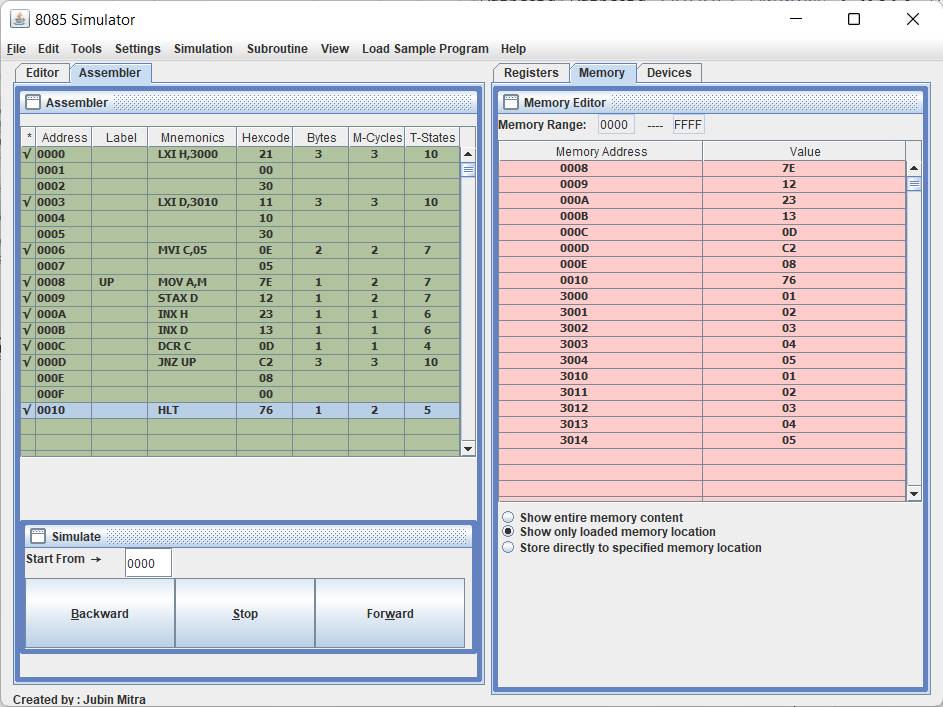 8085 Simulator
File Edit Tools Settings Simulation Subroutine View Load Sample Program Help
Editor Assembler
Assembler
* Address Label Mnemonics Hexcode Bytes M-Cycles T-States
√ 0000 LXI H,3000 21 3 3 10
0001 00
0002 30
√ 0003 LXI D,3010 11 3 3 10
0004 10
0005 30
√ 0006 MVI C,05 0E 2 2 7
0007 05
√ 0008 UP MOV A,M 7E 1 2 7
√ 0009 STAX D 12 1 2 7
√ 000A INX H 23 1 1 6
√ 000B INX D 13 1 1 6
√ 000C DCR C 0D 1 1 4
√ 000D JNZ UP C2 3 3 10
000E 08
000F 00
√ 0010 HLT 76 1 2 5
Simulate
Start From → 0000
Backward Stop Forward
Created by : Jubin Mitra
Registers Memory Devices
Memory Editor
Memory Range: 0000 ---- FFFF
Memory Address Value
0008 7E
0009 12
000A 23
000B 13
000C 0D
000D C2
000E 08
0010 76
3000 01
3001 02
3002 03
3003 04
3004 05
3010 01
3011 02
3012 03
3013 04
3014 05
Show entire memory content
Show only loaded memory location
Store directly to specified memory location